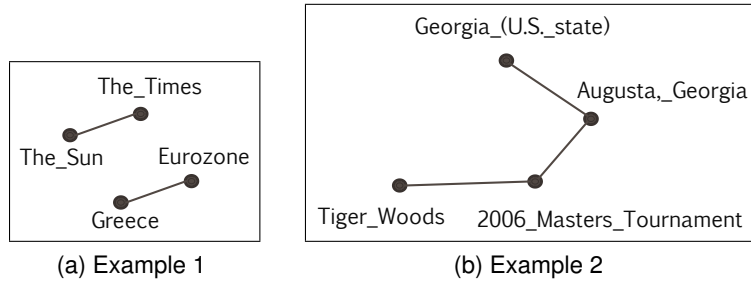 The_Times
The_Sun
Eurozone
Greece
(a) Example 1
Georgia_(U.S._state)
Augusta,_Georgia
Tiger_Woods
2006_Masters_Tournament
(b) Example 2